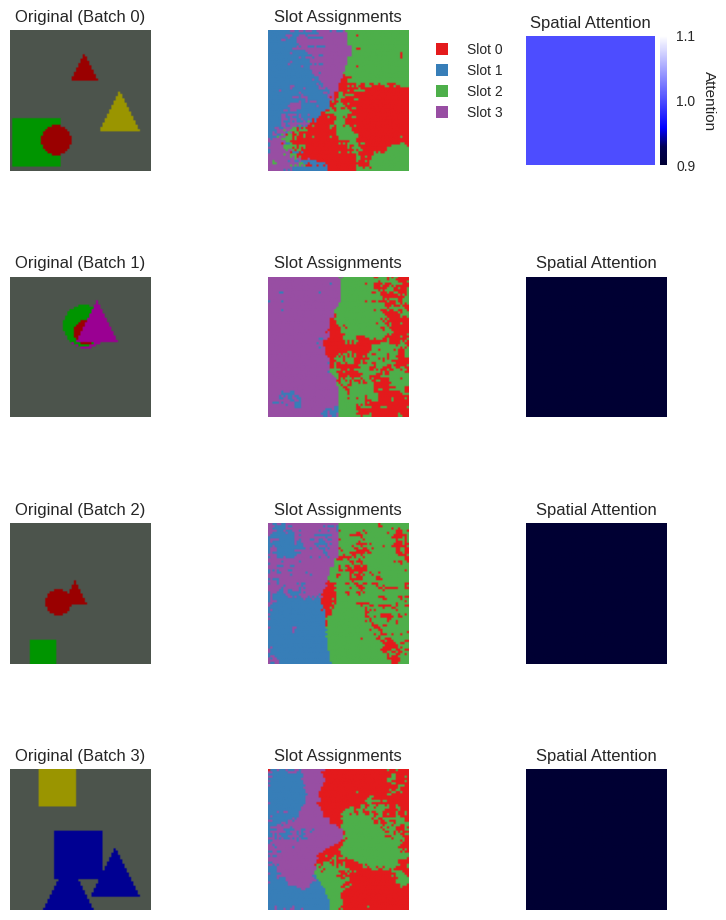 Original (Batch 0)
Slot Assignments
Spatial Attention
Slot 0
Slot 1
Slot 2
Slot 3
1.1
1.0
0.9
Attention
Original (Batch 1)
Slot Assignments
Spatial Attention
Original (Batch 2)
Slot Assignments
Spatial Attention
Original (Batch 3)
Slot Assignments
Spatial Attention